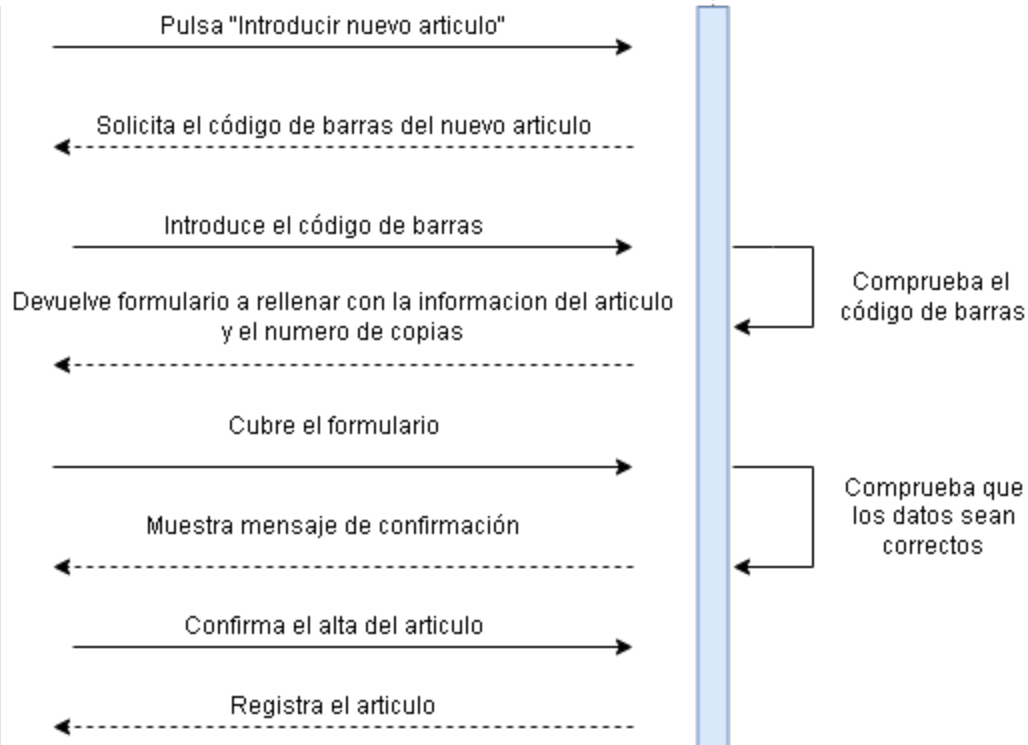 Pulsa "Introducir nuevo articulo"
Solicita el código de barras del nuevo articulo
Introduce el código de barras
Comprueba el
código de barras
Devuelve formulario a rellenar con la informacion del articulo
y el numero de copias
Cubre el formulario
Comprueba que
los datos sean
correctos
Muestra mensaje de confirmación
Confirma el alta del articulo
Registra el articulo